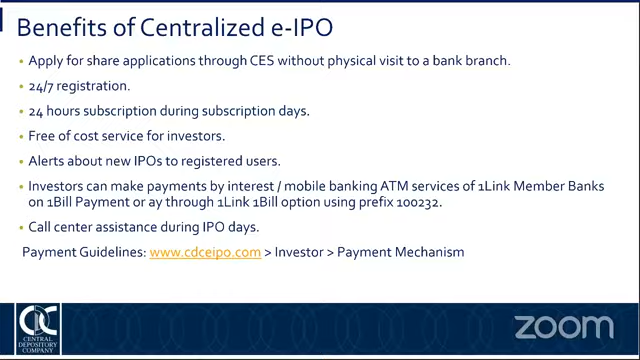 Benefits of Centralized e-IPO
Apply for share applications through CES without physical visit to a bank branch.
24/7 registration.
24 hours subscription during subscription days.
Free of cost service for investors.
Alerts about new IPOs to registered users.
Investors can make payments by interest / mobile banking ATM services of 1Link Member Banks
on 1Bill Payment or ay through 1Link 1Bill option using prefix 100232.
Call center assistance during IPO days.
Payment Guidelines: www.cdceipo.com > Investor > Payment Mechanism
CDC
CENTRAL
DEPOSITORY
COMPANY
zoom